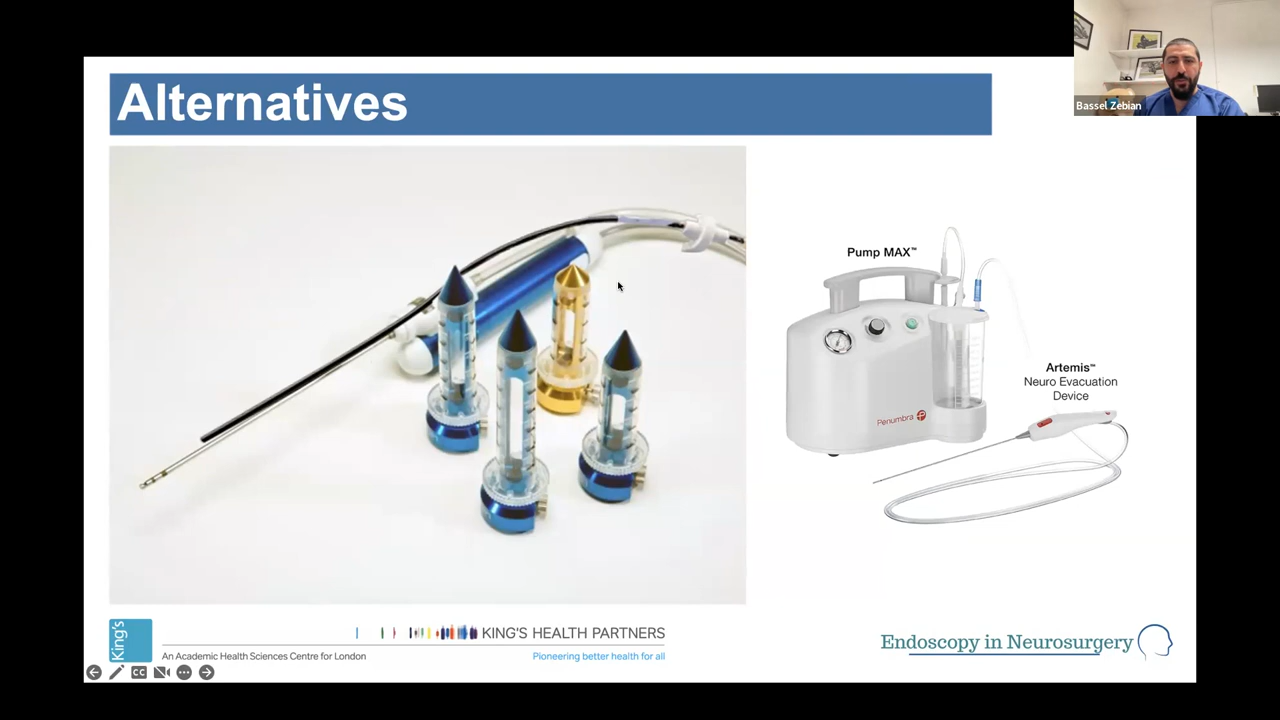 Alternatives
Bassel Zebian
Pump MAX™
Artemis™
Neuro Evacuation
Device
Penumbra
King's
KING'S HEALTH PARTNERS
An Academic Health Sciences Centre for London
Pioneering better health for all
Endoscopy in Neurosurgery
CC